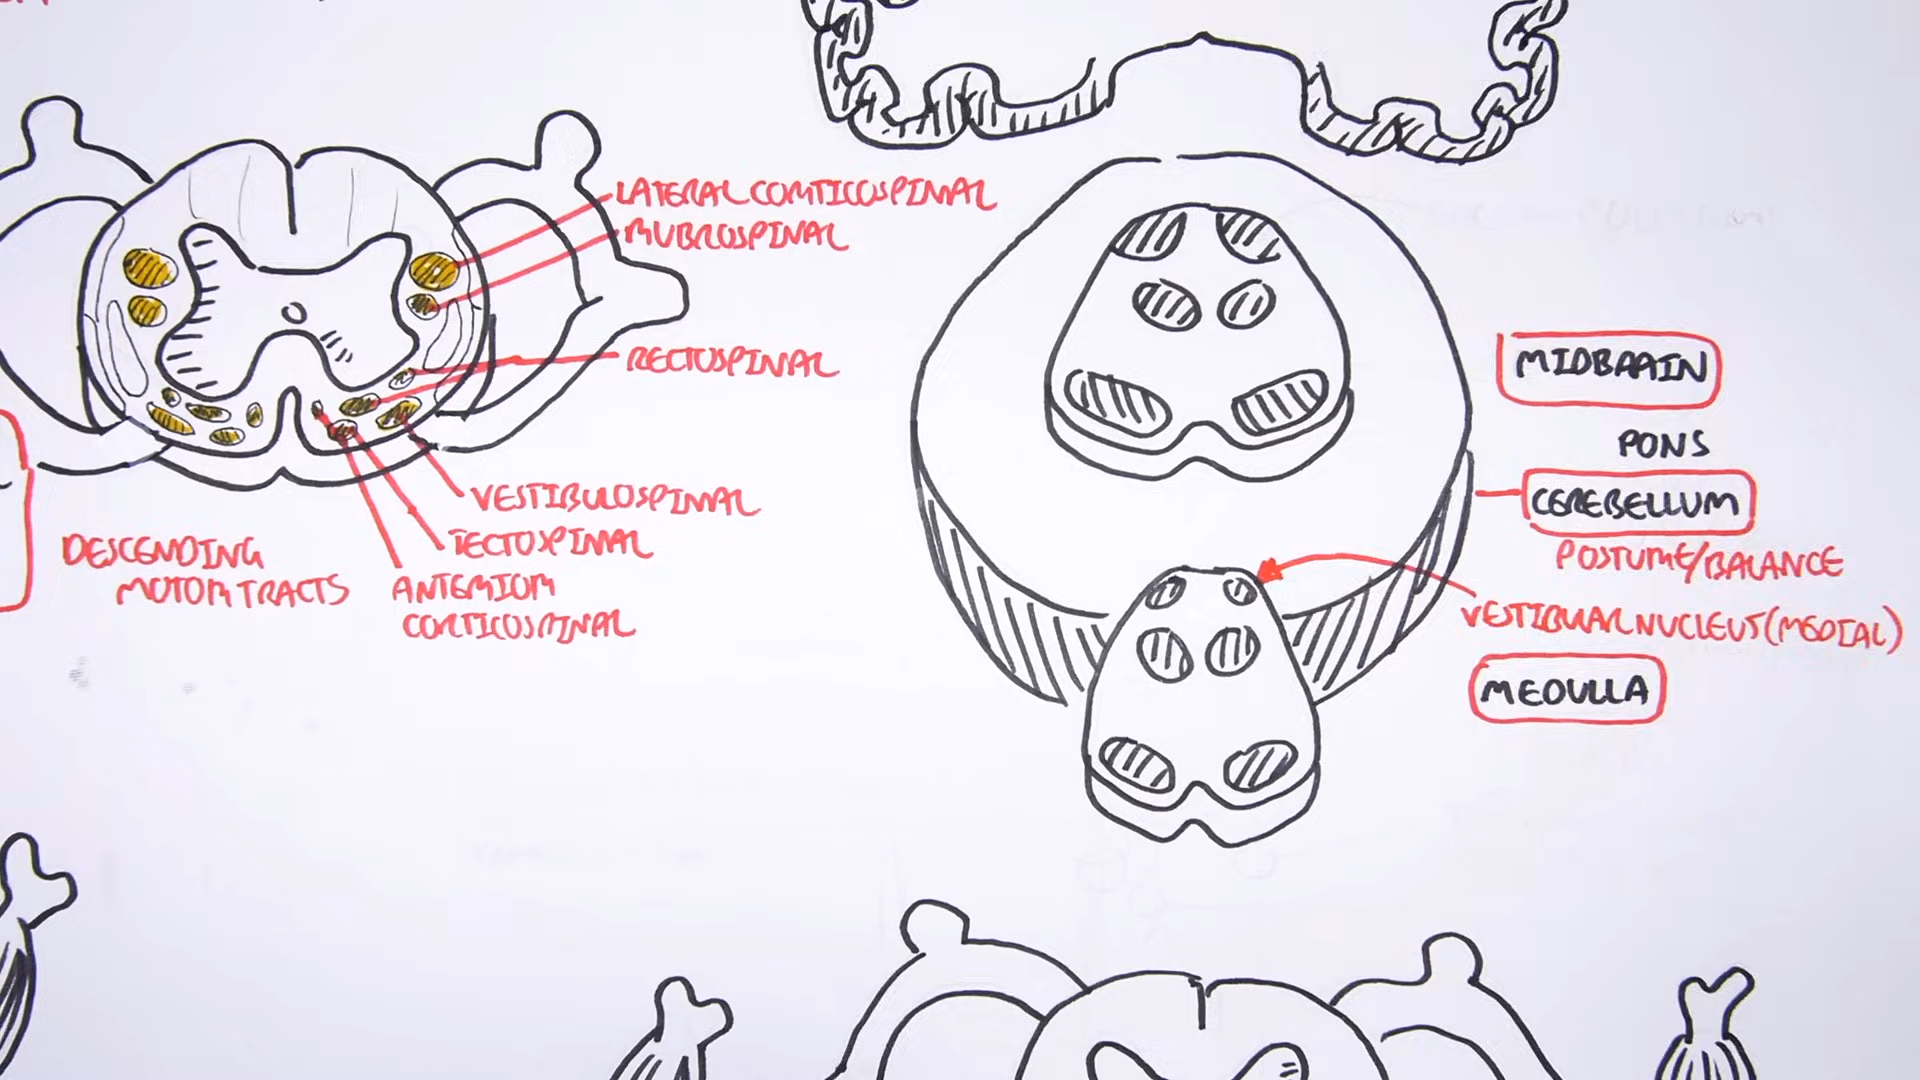 LATERAL CORTICOSPINAL
RUBROSPINAL
RECTOSPINAL
VESTIBULOSPINAL
TECTOSPINAL
ANTERIOR
CORTICOSPINAL
DESCENDING
MOTOR TRACTS
MIDBRAIN
PONS
CEREBELLUM
POSTURE/BALANCE
VESTIBULAR NUCLEUS (MEDIAL)
MEDULLA